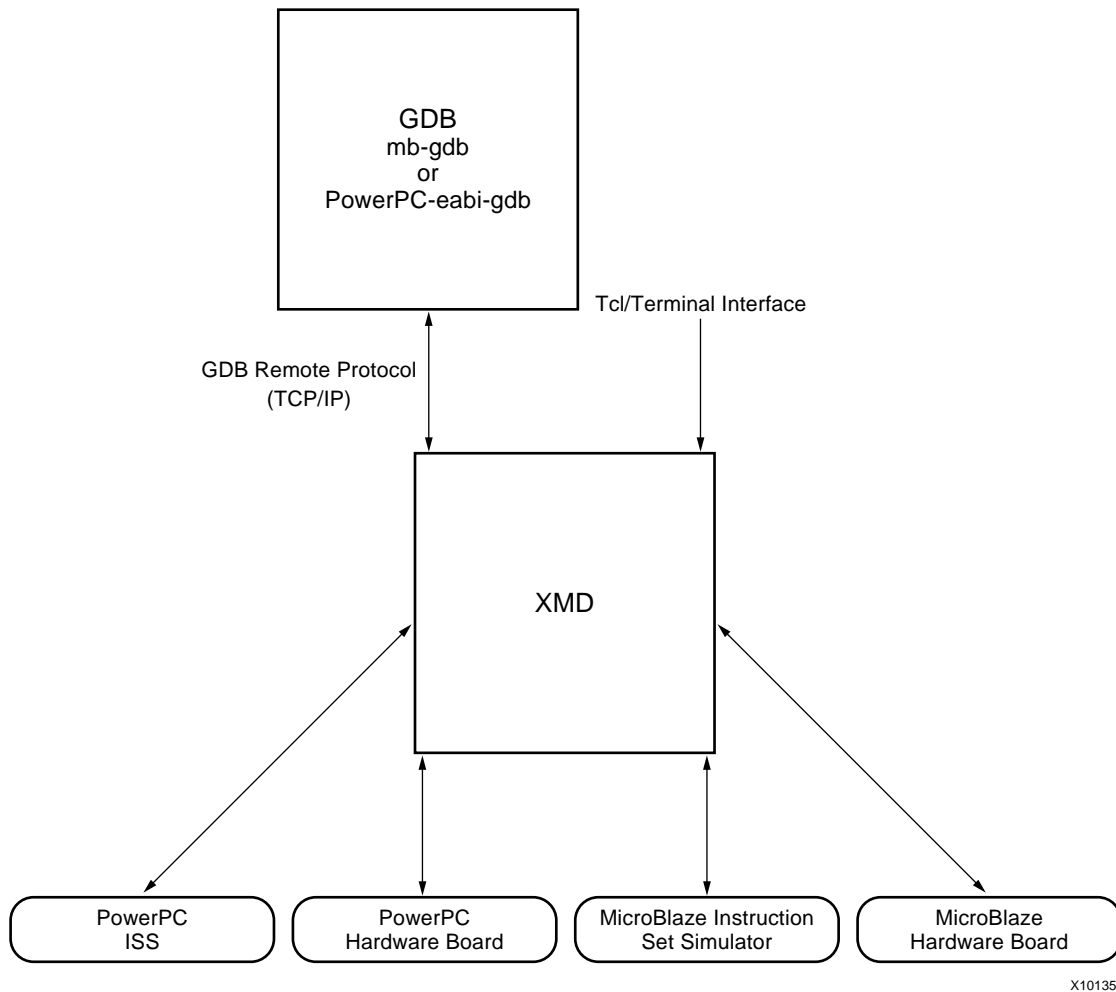 GDB
mb-gdb
or
PowerPC-eabi-gdb
Tcl/Terminal Interface
GDB Remote Protocol
(TCP/IP)
XMD
PowerPC
ISS
PowerPC
Hardware Board
MicroBlaze Instruction
Set Simulator
MicroBlaze
Hardware Board
X10135